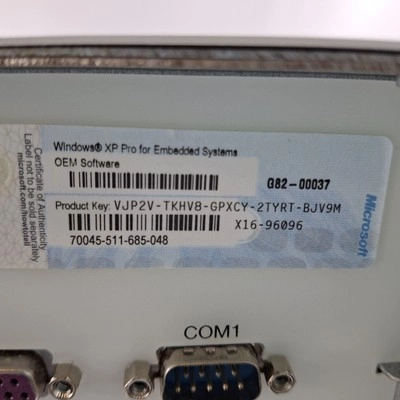 Windows® XP Pro for Embedded Systems
OEM Software
G82-00037
Product Key: VJP2V-TKHV8-GPXCY-2TYRT-BJV9M
X16-96096
70045-511-685-048
Certificate of Authenticity
Label not to be sold separately
microsoft.com/howtotell
Microsoft
COM1